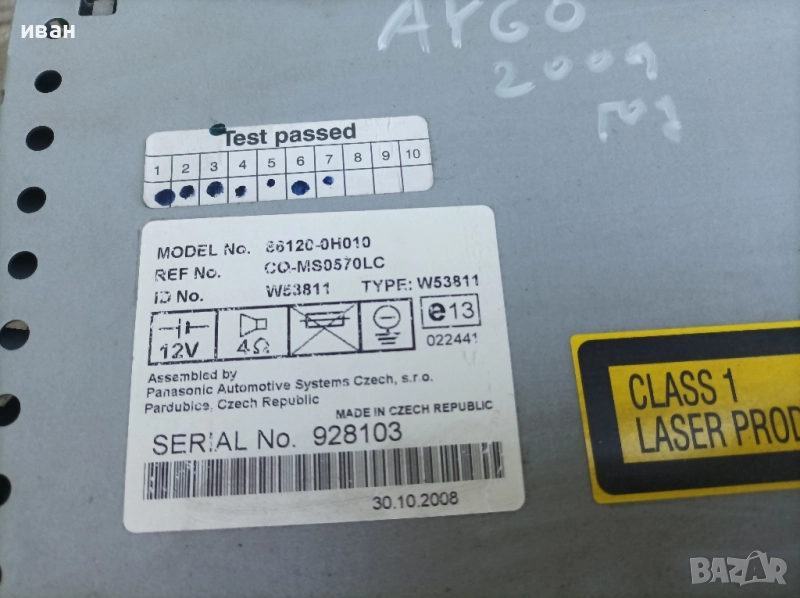 иван
AYGO
2009
год
Test passed
1 2 3 4 5 6 7 8 9 10
MODEL No. 86120-0H010
REF No. CQ-MS0570LC
ID No. W53811 TYPE: W53811
12V 4Ω e13
022441
Assembled by
Panasonic Automotive Systems Czech, s.r.o.
Pardubice, Czech Republic
MADE IN CZECH REPUBLIC
SERIAL No. 928103
30.10.2008
CLASS 1
LASER PROD
BAZAR